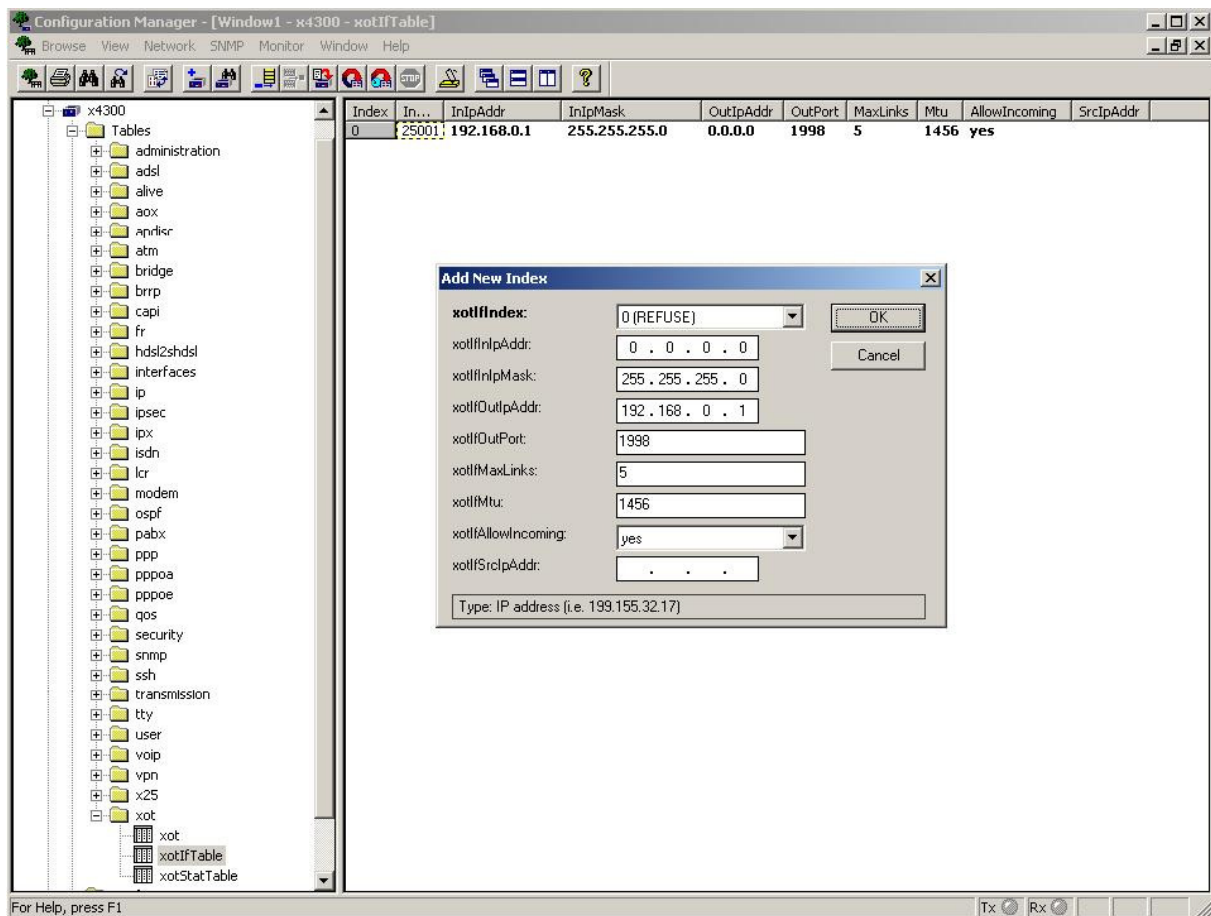 Configuration Manager - [Window1 - x4300 - xotIfTable]
Browse View Network SNMP Monitor Window Help
STOP
x4300
Tables
administration
adsl
alive
aox
apdisc
atm
bridge
brrp
capi
fr
hdsl2shdsl
interfaces
ip
ipsec
ipx
isdn
lcr
modem
ospf
pabx
ppp
pppoa
pppoe
qos
security
snmp
ssh
transmission
tty
user
voip
vpn
x25
xot
xot
xotIfTable
xotStatTable
Index In... InIpAddr InIpMask OutIpAddr OutPort MaxLinks Mtu AllowIncoming SrcIpAddr
0 25001 192.168.0.1 255.255.255.0 0.0.0.0 1998 5 1456 yes
Add New Index
xotIfIndex: 0 (REFUSE) OK
xotIfInIpAddr: 0 . 0 . 0 . 0 Cancel
xotIfInIpMask: 255 . 255 . 255 . 0
xotIfOutIpAddr: 192 . 168 . 0 . 1
xotIfOutPort: 1998
xotIfMaxLinks: 5
xotIfMtu: 1456
xotIfAllowIncoming: yes
xotIfSrcIpAddr: . . .
Type: IP address (i.e. 199.155.32.17)
For Help, press F1 Tx Rx